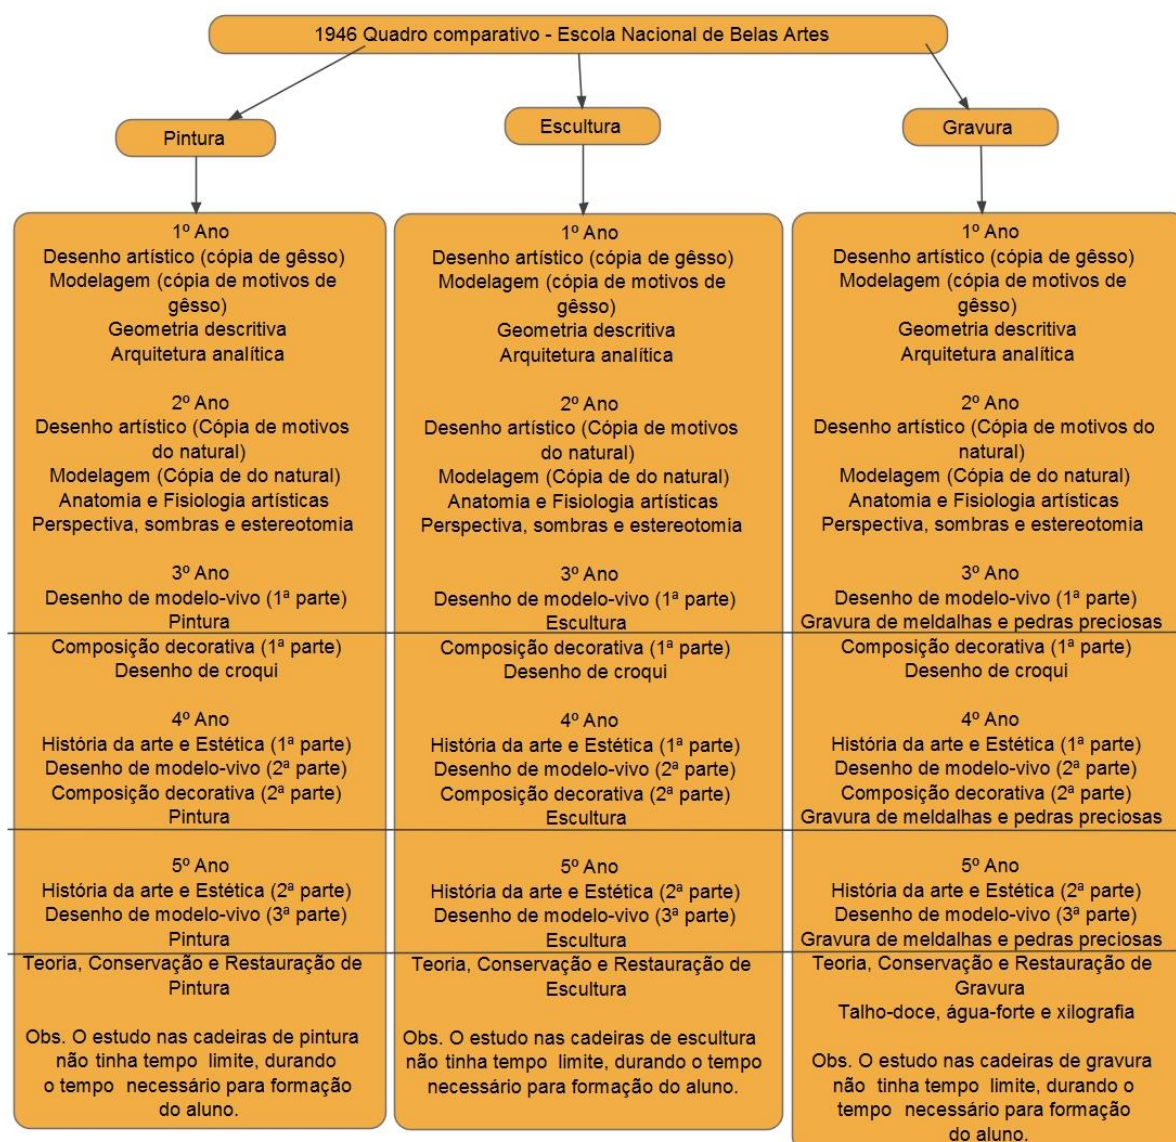 1946 Quadro comparativo - Escola Nacional de Belas Artes
Pintura
1º Ano
Desenho artístico (cópia de gêsso)
Modelagem (cópia de motivos de
gêsso)
Geometria descritiva
Arquitetura analítica
2º Ano
Desenho artístico (Cópia de motivos
do natural)
Modelagem (Cópia de do natural)
Anatomia e Fisiologia artísticas
Perspectiva, sombras e estereotomia
3º Ano
Desenho de modelo-vivo (1ª parte)
Pintura
Composição decorativa (1ª parte)
Desenho de croqui
4º Ano
História da arte e Estética (1ª parte)
Desenho de modelo-vivo (2ª parte)
Composição decorativa (2ª parte)
Pintura
5º Ano
História da arte e Estética (2ª parte)
Desenho de modelo-vivo (3ª parte)
Pintura
Teoria, Conservação e Restauração de
Pintura
Obs. O estudo nas cadeiras de pintura
não tinha tempo limite, durando
o tempo necessário para formação
do aluno.
Escultura
1º Ano
Desenho artístico (cópia de gêsso)
Modelagem (cópia de motivos de
gêsso)
Geometria descritiva
Arquitetura analítica
2º Ano
Desenho artístico (Cópia de motivos
do natural)
Modelagem (Cópia de do natural)
Anatomia e Fisiologia artísticas
Perspectiva, sombras e estereotomia
3º Ano
Desenho de modelo-vivo (1ª parte)
Escultura
Composição decorativa (1ª parte)
Desenho de croqui
4º Ano
História da arte e Estética (1ª parte)
Desenho de modelo-vivo (2ª parte)
Composição decorativa (2ª parte)
Escultura
5º Ano
História da arte e Estética (2ª parte)
Desenho de modelo-vivo (3ª parte)
Escultura
Teoria, Conservação e Restauração de
Escultura
Obs. O estudo nas cadeiras de escultura
não tinha tempo limite, durando o tempo
necessário para formação do aluno.
Gravura
1º Ano
Desenho artístico (cópia de gêsso)
Modelagem (cópia de motivos de
gêsso)
Geometria descritiva
Arquitetura analítica
2º Ano
Desenho artístico (Cópia de motivos do
natural)
Modelagem (Cópia de do natural)
Anatomia e Fisiologia artísticas
Perspectiva, sombras e estereotomia
3º Ano
Desenho de modelo-vivo (1ª parte)
Gravura de meldalhas e pedras preciosas
Composição decorativa (1ª parte)
Desenho de croqui
4º Ano
História da arte e Estética (1ª parte)
Desenho de modelo-vivo (2ª parte)
Composição decorativa (2ª parte)
Gravura de meldalhas e pedras preciosas
5º Ano
História da arte e Estética (2ª parte)
Desenho de modelo-vivo (3ª parte)
Gravura de meldalhas e pedras preciosas
Teoria, Conservação e Restauração de
Gravura
Talho-doce, água-forte e xilografia
Obs. O estudo nas cadeiras de gravura
não tinha tempo limite, durando o
tempo necessário para formação
do aluno.